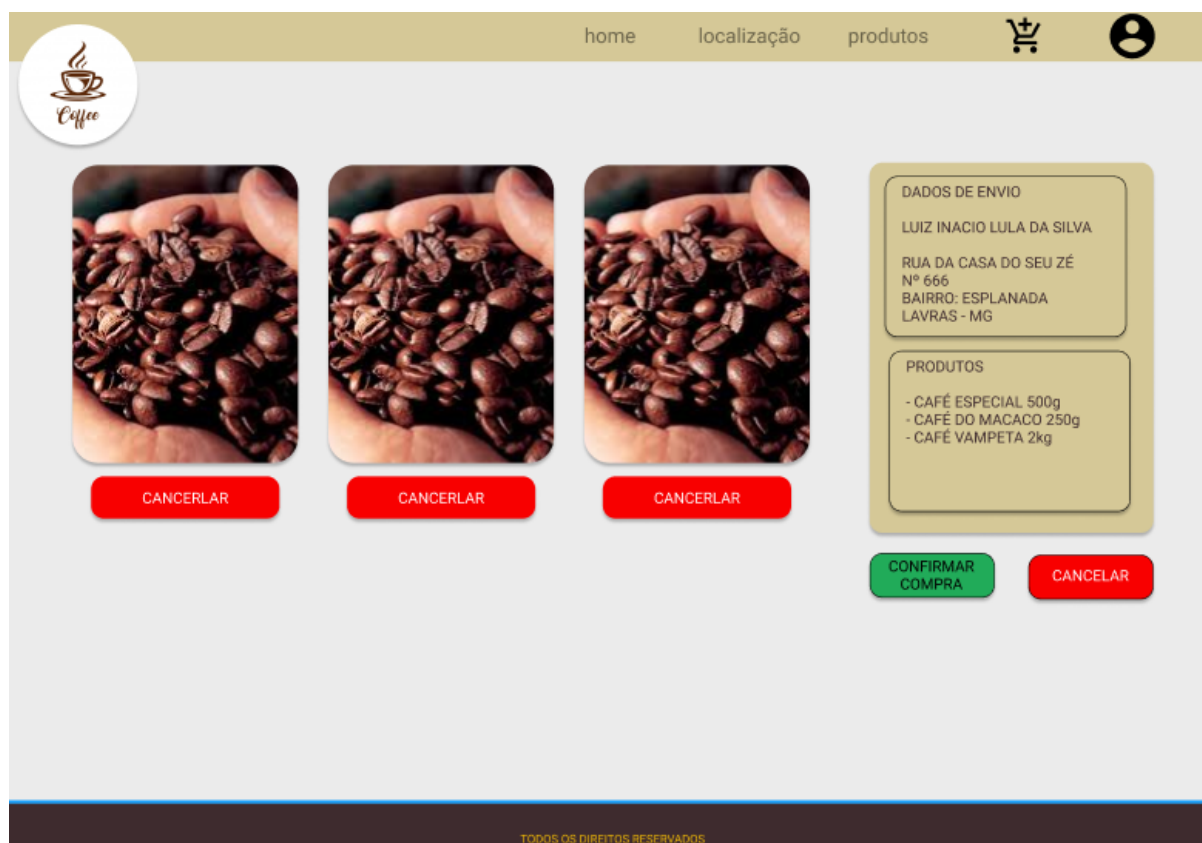 home localização produtos
Coffee
CANCERLAR
CANCERLAR
CANCERLAR
DADOS DE ENVIO
LUIZ INACIO LULA DA SILVA
RUA DA CASA DO SEU ZÉ
Nº 666
BAIRRO: ESPLANADA
LAVRAS - MG
PRODUTOS
- CAFÉ ESPECIAL 500g
- CAFÉ DO MACACO 250g
- CAFÉ VAMPETA 2kg
CONFIRMAR
COMPRA
CANCELAR
TODOS OS DIREITOS RESERVADOS